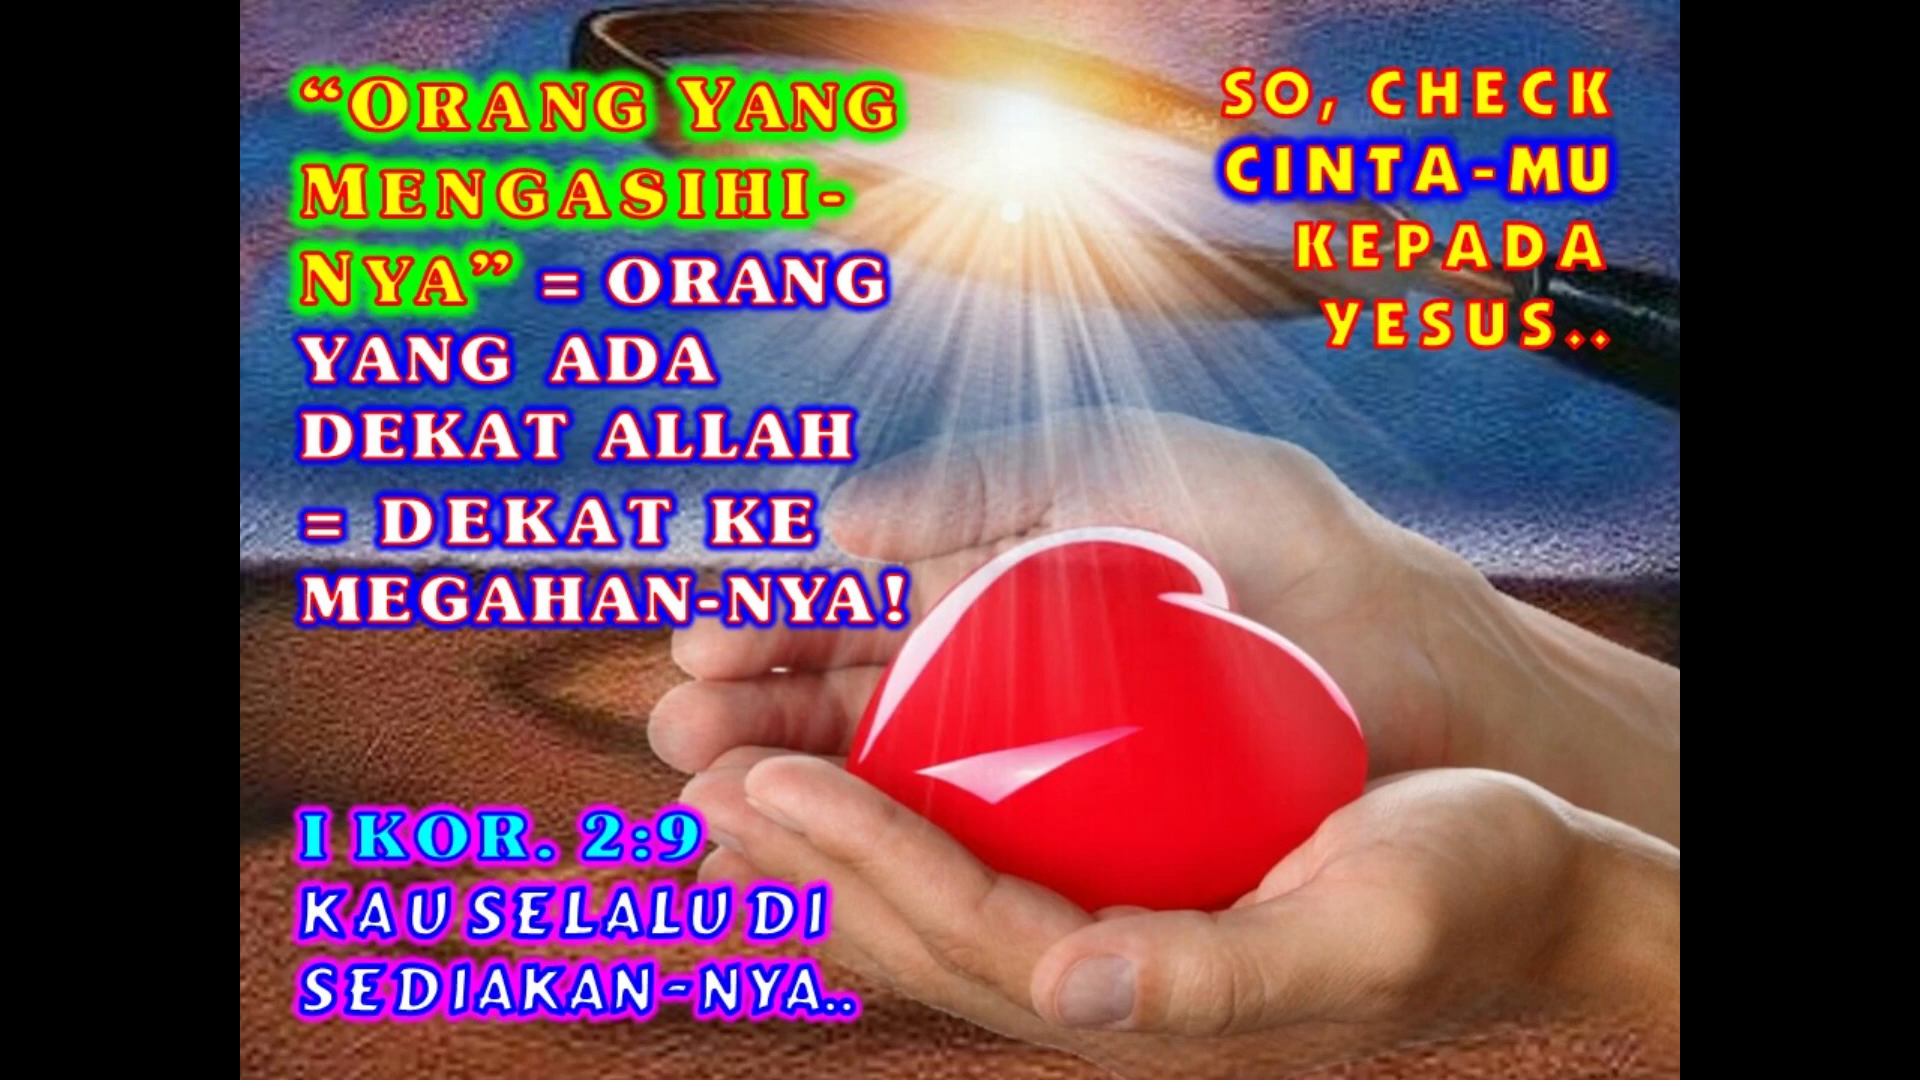 “ORANG YANG
MENGASIHI-
NYA” = ORANG
YANG ADA
DEKAT ALLAH
= DEKAT KE
MEGAHAN-NYA!
SO, CHECK
CINTA-MU
KEPADA
YESUS..
I KOR. 2:9
KAU SELALU DI
SEDIAKAN-NYA..